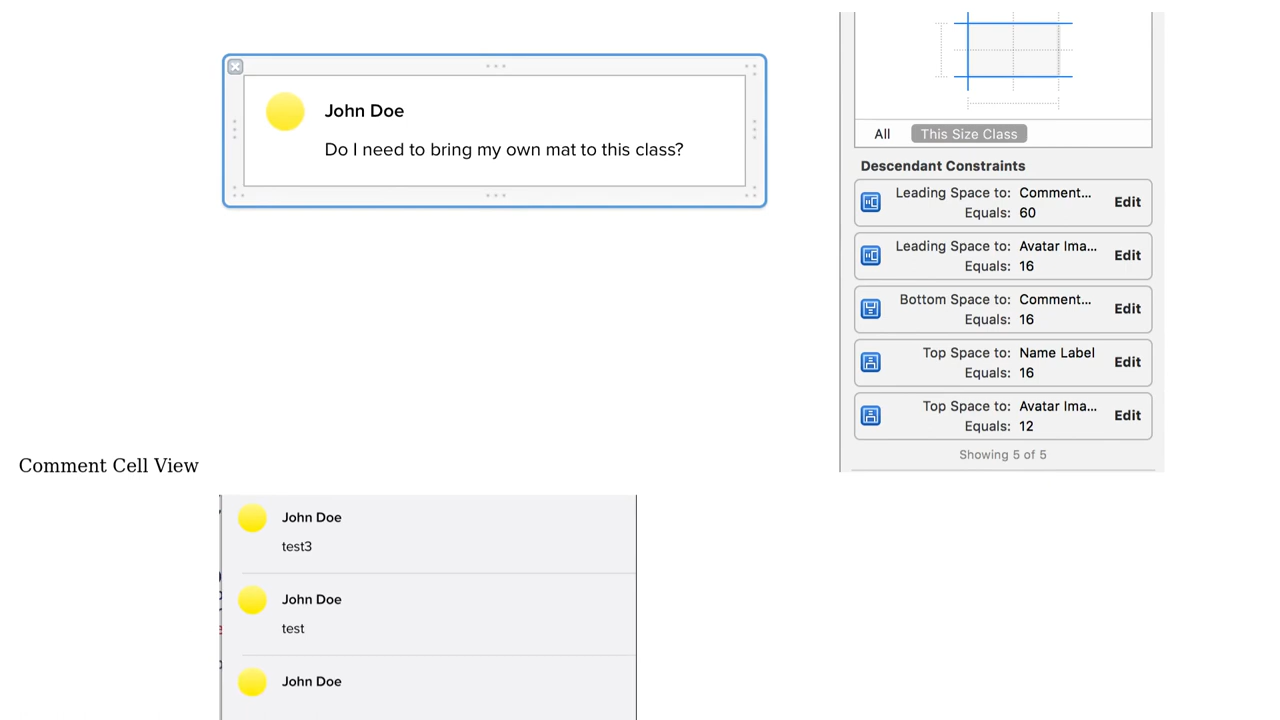 John Doe
Do I need to bring my own mat to this class?
All
This Size Class
Descendant Constraints
Leading Space to: Comment...
Equals: 60
Edit
Leading Space to: Avatar Ima...
Equals: 16
Edit
Bottom Space to: Comment...
Equals: 16
Edit
Top Space to: Name Label
Equals: 16
Edit
Top Space to: Avatar Ima...
Equals: 12
Edit
Showing 5 of 5
Comment Cell View
John Doe
test3
John Doe
test
John Doe